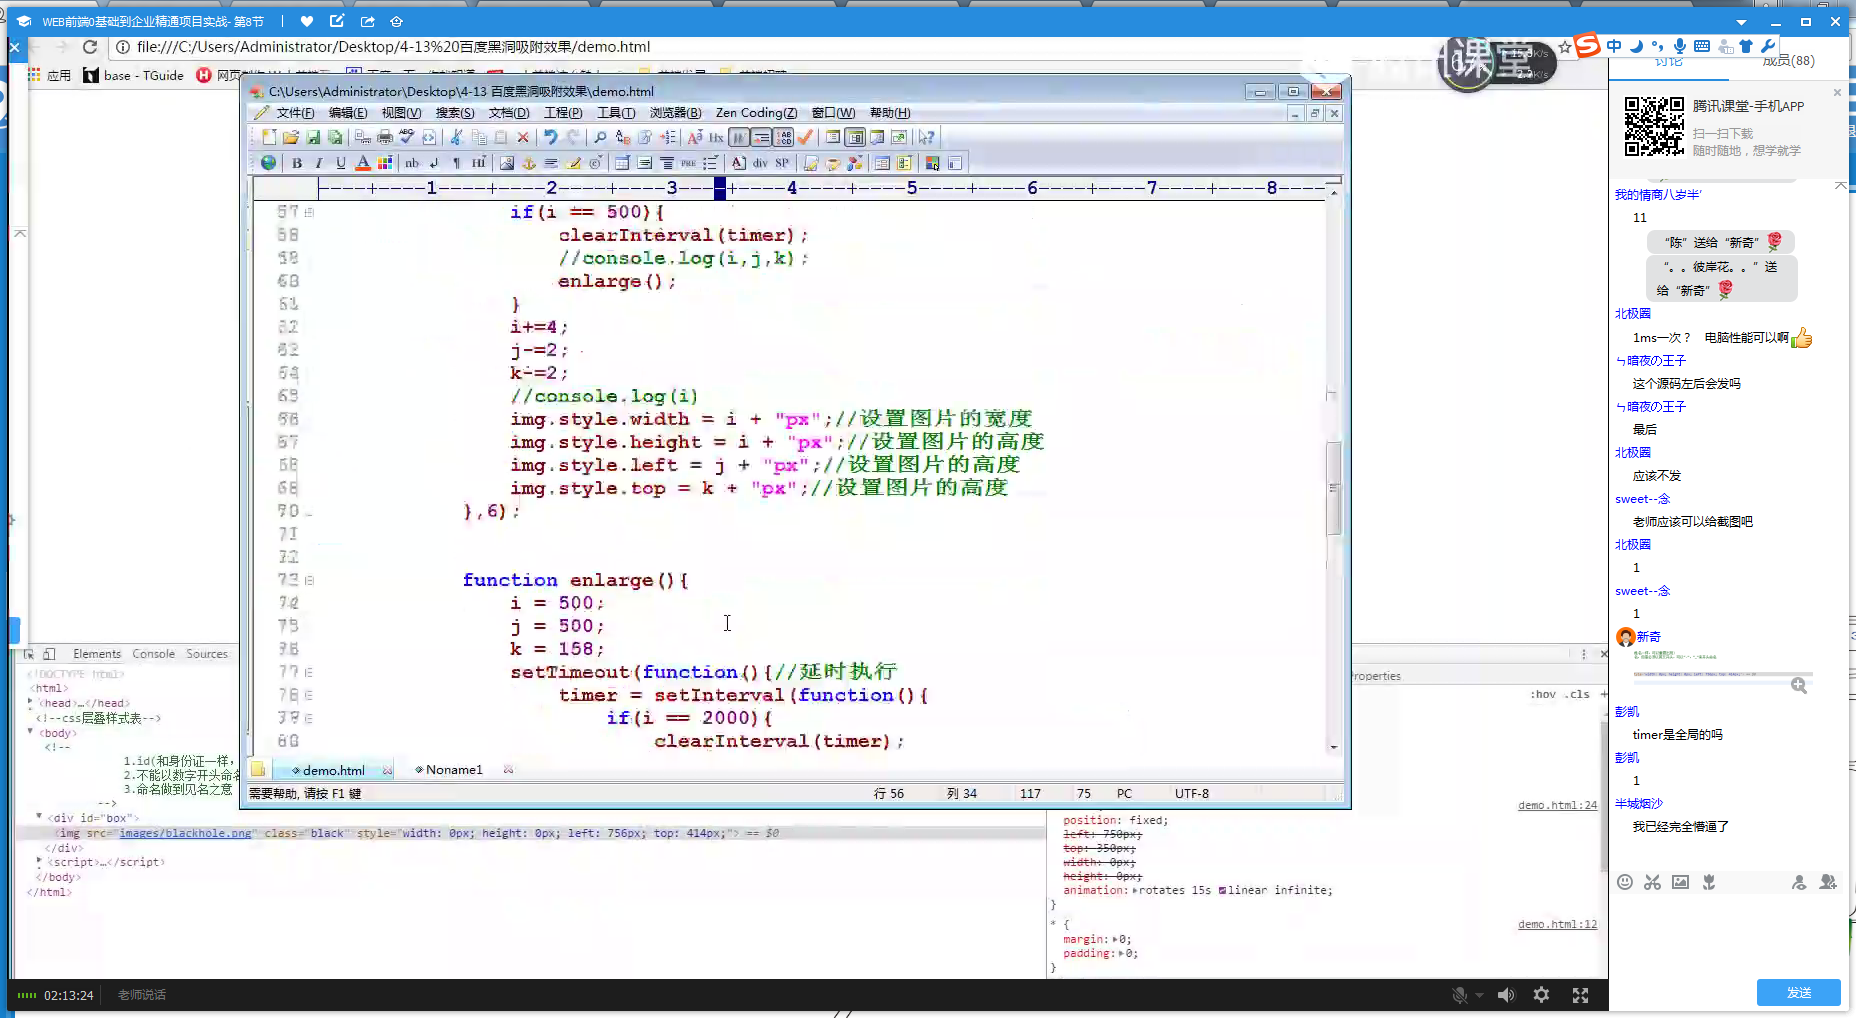 WEB前端0基础到企业精通项目实战- 第8节
file:///C:/Users/Administrator/Desktop/4-13%20百度黑洞吸附效果/demo.html
应用
base - TGuide
中
课堂
讨论
成员(88)
C:\Users\Administrator\Desktop\4-13 百度黑洞吸附效果\demo.html
文件(F) 编辑(E) 视图(V) 搜索(S) 文档(D) 工程(P) 工具(T) 浏览器(B) Zen Coding(Z) 窗口(W) 帮助(H)
----+----1----+----2----+----3----+----4----+----5----+----6----+----7----+----8----
57 if(i == 500){
58 clearInterval(timer);
59 //console.log(i,j,k);
60 enlarge();
61 }
62 i+=4;
63 j-=2;
64 k-=2;
65 //console.log(i)
66 img.style.width = i + "px";//设置图片的宽度
67 img.style.height = i + "px";//设置图片的高度
68 img.style.left = j + "px";//设置图片的高度
69 img.style.top = k + "px";//设置图片的高度
70 },6);
71
72
73 function enlarge(){
74 i = 500;
75 j = 500;
76 k = 158;
77 setTimeout(function(){//延时执行
78 timer = setInterval(function(){
79 if(i == 2000){
80 clearInterval(timer);
demo.html
Noname1
需要帮助, 请按 F1 键
行 56
列 34
117
75
PC
UTF-8
Elements Console Sources
<!DOCTYPE html>
<html>
<head>…</head>
<!--css层叠样式表-->
<body>
<!--
1.id(和身份证一样,
2.不能以数字开头命名
3.命名做到见名之意
-->
<div id="box">
<img src="images/blackhole.png" class="black" style="width: 0px; height: 0px; left: 756px; top: 414px;"> == $0
</div>
<script>…</script>
</body>
</html>
Properties
:hov .cls +
demo.html:24
position: fixed;
left: 750px;
top: 350px;
width: 0px;
height: 0px;
animation: rotates 15s linear infinite;
}
* {
demo.html:12
margin: 0;
padding: 0;
}
腾讯课堂-手机APP
扫一扫下载
随时随地，想学就学
我的情商八岁半'
11
“陈”送给“新奇”
“。。彼岸花。。”送
给“新奇”
北极圈
1ms一次？ 电脑性能可以啊
ㄣ暗夜の王子
这个源码左后会发吗
ㄣ暗夜の王子
最后
北极圈
应该不发
sweet--念
老师应该可以给截图吧
北极圈
1
sweet--念
1
新奇
彭凯
timer是全局的吗
彭凯
1
半城烟沙
我已经完全懵逼了
发送
02:13:24
老师说话